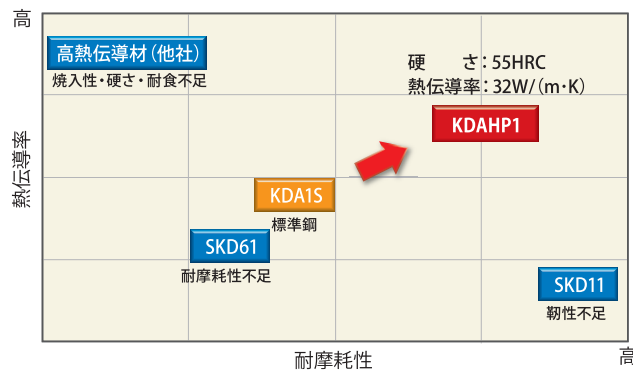 高
高熱伝導材（他社）
焼入性・硬さ・耐食不足
硬　　さ：55HRC
熱伝導率：32W/（m・K）
KDAHP1
熱伝導率
KDA1S
標準鋼
SKD61
耐摩耗性不足
SKD11
靭性不足
耐摩耗性
高